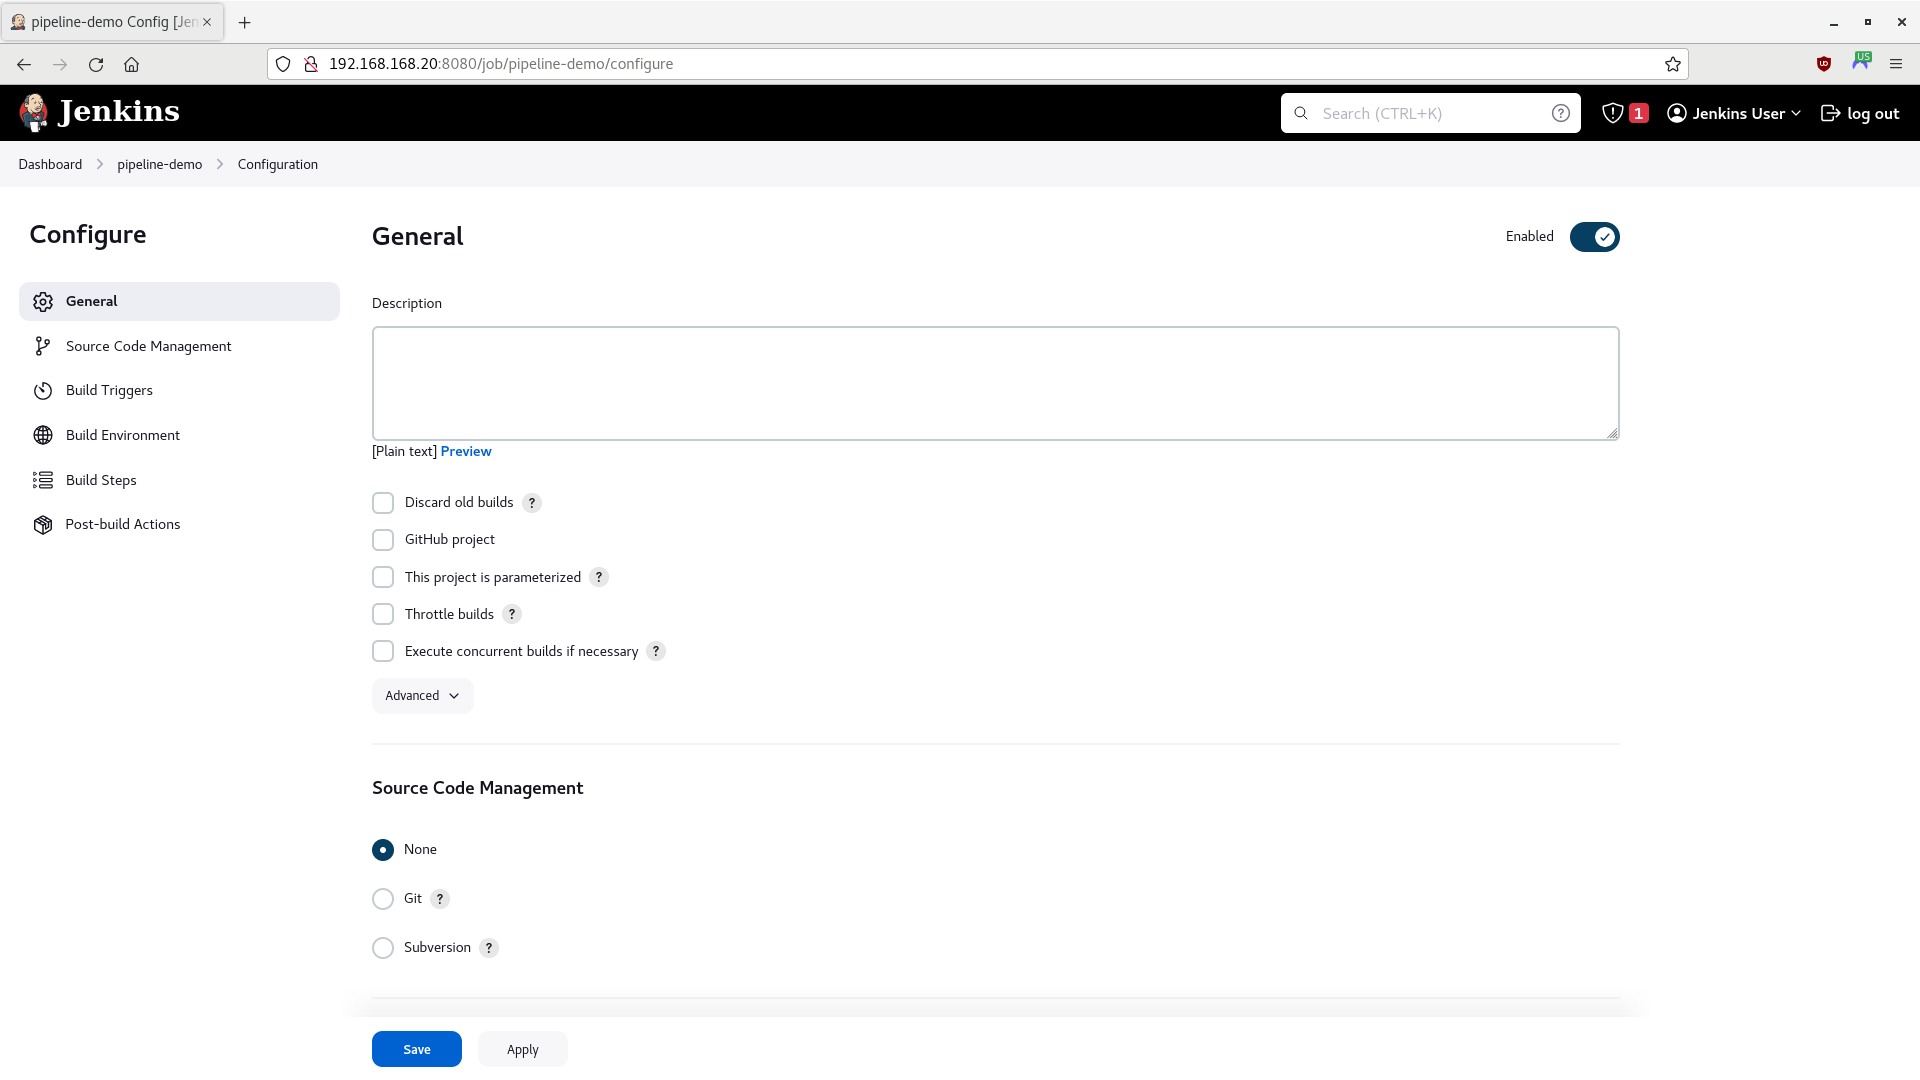 pipeline-demo Config [Jen
192.168.168.20:8080/job/pipeline-demo/configure
US
Jenkins
Search (CTRL+K)
?
1
Jenkins User
log out
Dashboard
pipeline-demo
Configuration
Configure
General
Source Code Management
Build Triggers
Build Environment
Build Steps
Post-build Actions
General
Enabled
Description
[Plain text] Preview
Discard old builds ?
GitHub project
This project is parameterized ?
Throttle builds ?
Execute concurrent builds if necessary ?
Advanced
Source Code Management
None
Git ?
Subversion ?
Save
Apply